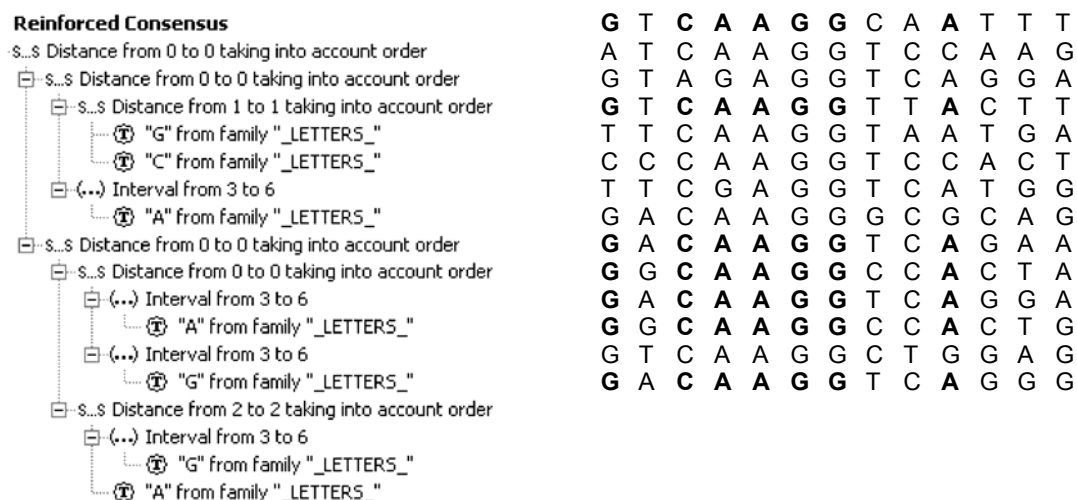 Reinforced Consensus
s...s Distance from 0 to 0 taking into account order
s...s Distance from 0 to 0 taking into account order
s...s Distance from 1 to 1 taking into account order
T "G" from family "_LETTERS_"
T "C" from family "_LETTERS_"
(...) Interval from 3 to 6
T "A" from family "_LETTERS_"
s...s Distance from 0 to 0 taking into account order
s...s Distance from 0 to 0 taking into account order
(...) Interval from 3 to 6
T "A" from family "_LETTERS_"
(...) Interval from 3 to 6
T "G" from family "_LETTERS_"
s...s Distance from 2 to 2 taking into account order
(...) Interval from 3 to 6
T "G" from family "_LETTERS_"
T "A" from family "_LETTERS_"
G T C A A G G C A A T T T
A T C A A G G T C C A A G
G T A G A G G T C A G G A
G T C A A G G T T A C T T
T T C A A G G T A A T G A
C C C A A G G T C C A C T
T T C G A G G T C A T G G
G A C A A G G G C G C A G
G A C A A G G T C A G A A
G G C A A G G C C A C T A
G A C A A G G T C A G G A
G G C A A G G C C A C T G
G T C A A G G C T G G A G
G A C A A G G T C A G G G